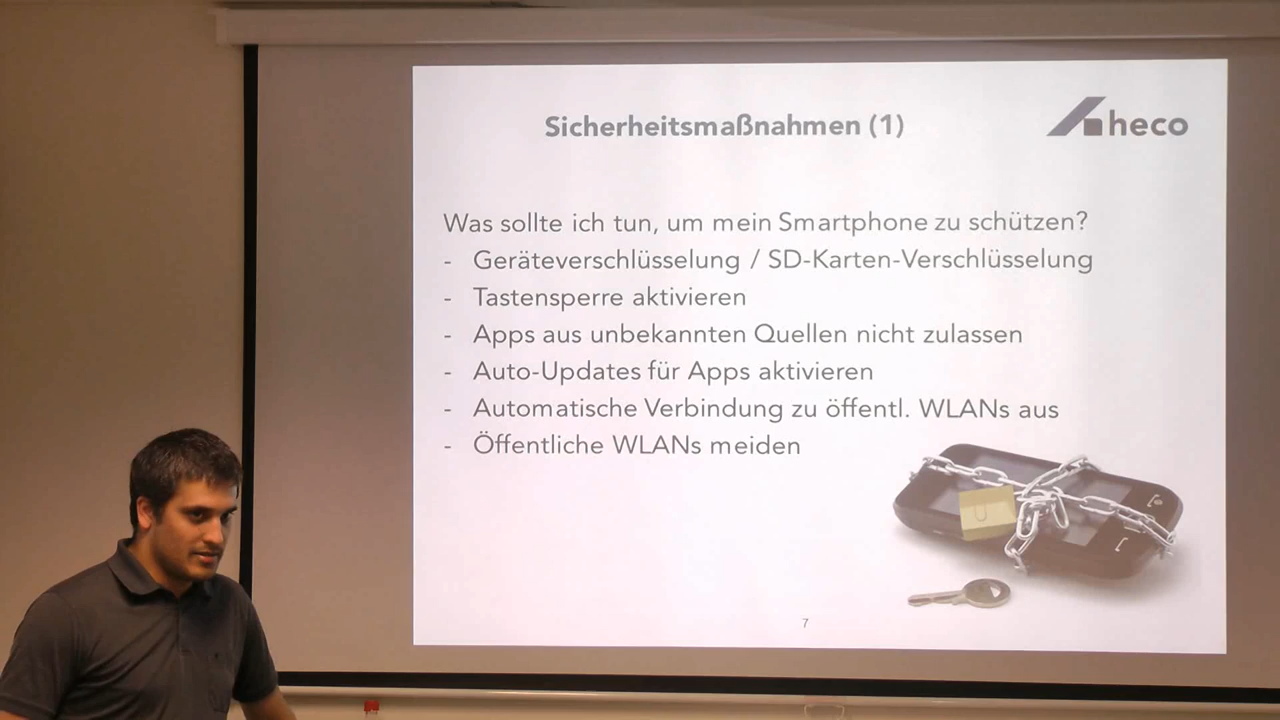 Sicherheitsmaßnahmen (1)
heco
Was sollte ich tun, um mein Smartphone zu schützen?
- Geräteverschlüsselung / SD-Karten-Verschlüsselung
- Tastensperre aktivieren
- Apps aus unbekannten Quellen nicht zulassen
- Auto-Updates für Apps aktivieren
- Automatische Verbindung zu öffentl. WLANs aus
- Öffentliche WLANs meiden
7